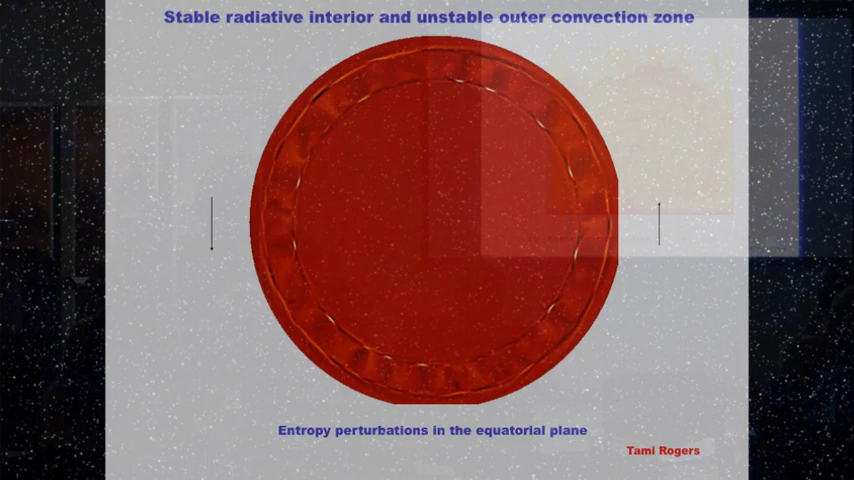 Stable radiative interior and unstable outer convection zone
Entropy perturbations in the equatorial plane
Tami Rogers